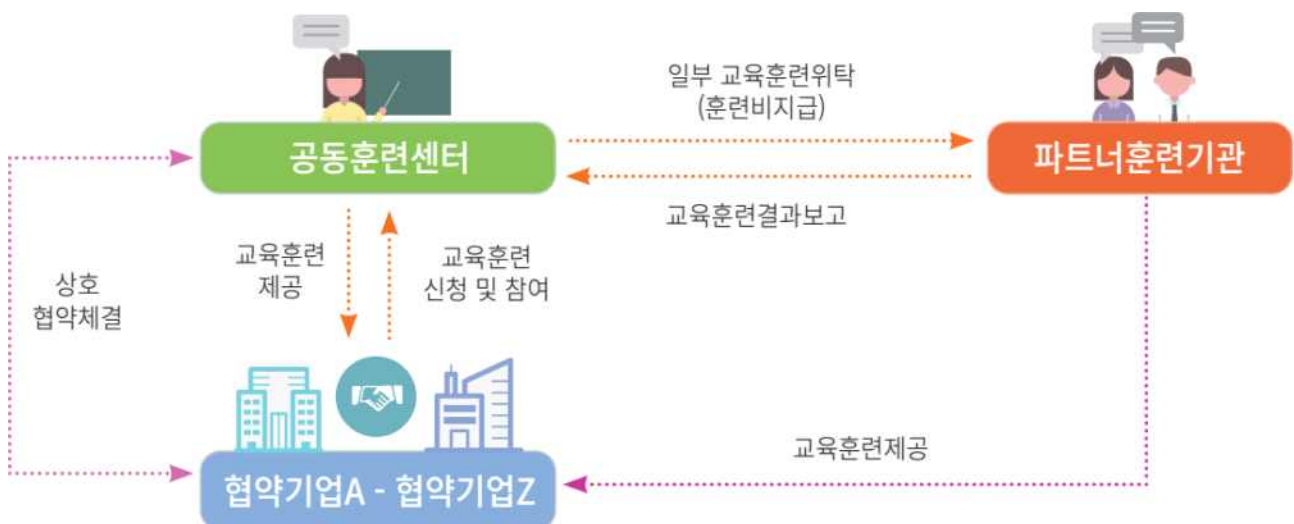 일부 교육훈련위탁
(훈련비지급)
공동훈련센터
파트너훈련기관
교육훈련결과보고
교육훈련
제공
교육훈련
신청 및 참여
상호
협약체결
교육훈련제공
협약기업A - 협약기업Z